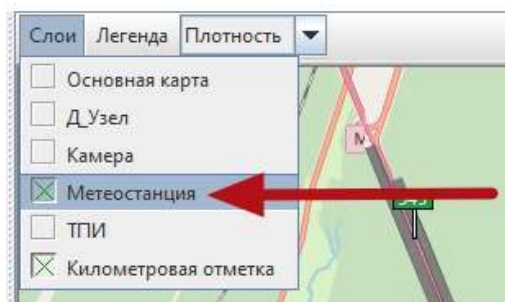 Слои Легенда Плотность
Основная карта
Д_Узел
Камера
Метеостанция
ТПИ
Километровая отметка
M